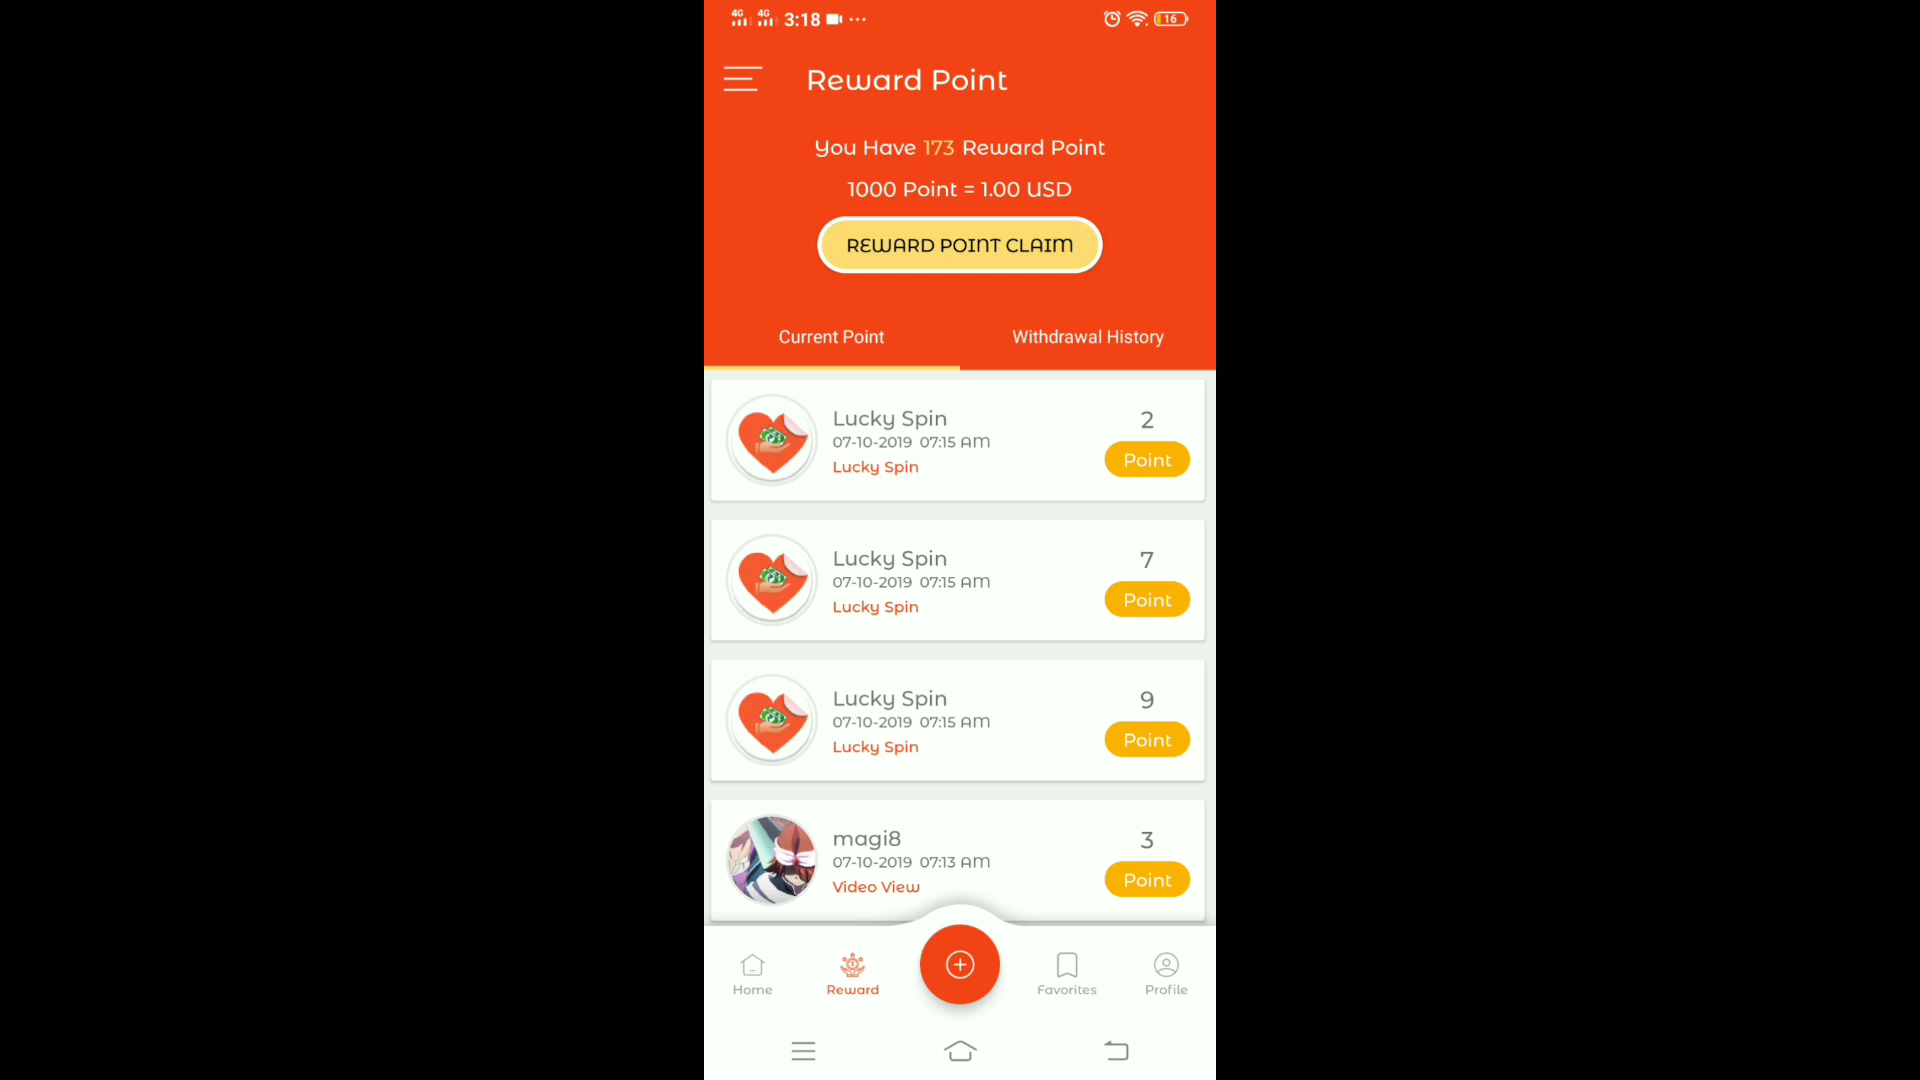 4G 4G 3:18 16
Reward Point
You Have 173 Reward Point
1000 Point = 1.00 USD
REWARD POINT CLAIM
Current Point Withdrawal History
Lucky Spin 2
07-10-2019 07:15 AM
Lucky Spin Point
Lucky Spin 7
07-10-2019 07:15 AM
Lucky Spin Point
Lucky Spin 9
07-10-2019 07:15 AM
Lucky Spin Point
magi8 3
07-10-2019 07:13 AM
Video View Point
Home Reward Favorites Profile